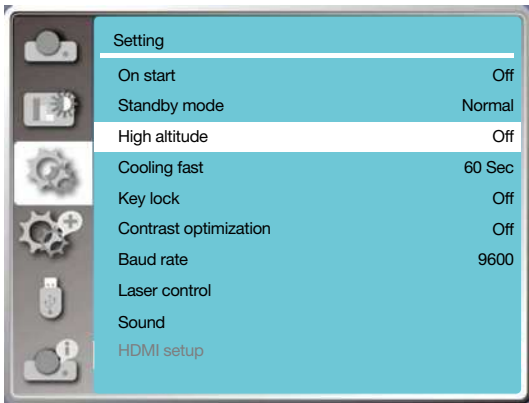 Setting
On start Off
Standby mode Normal
High altitude Off
Cooling fast 60 Sec
Key lock Off
Contrast optimization Off
Baud rate 9600
Laser control
Sound
HDMI setup